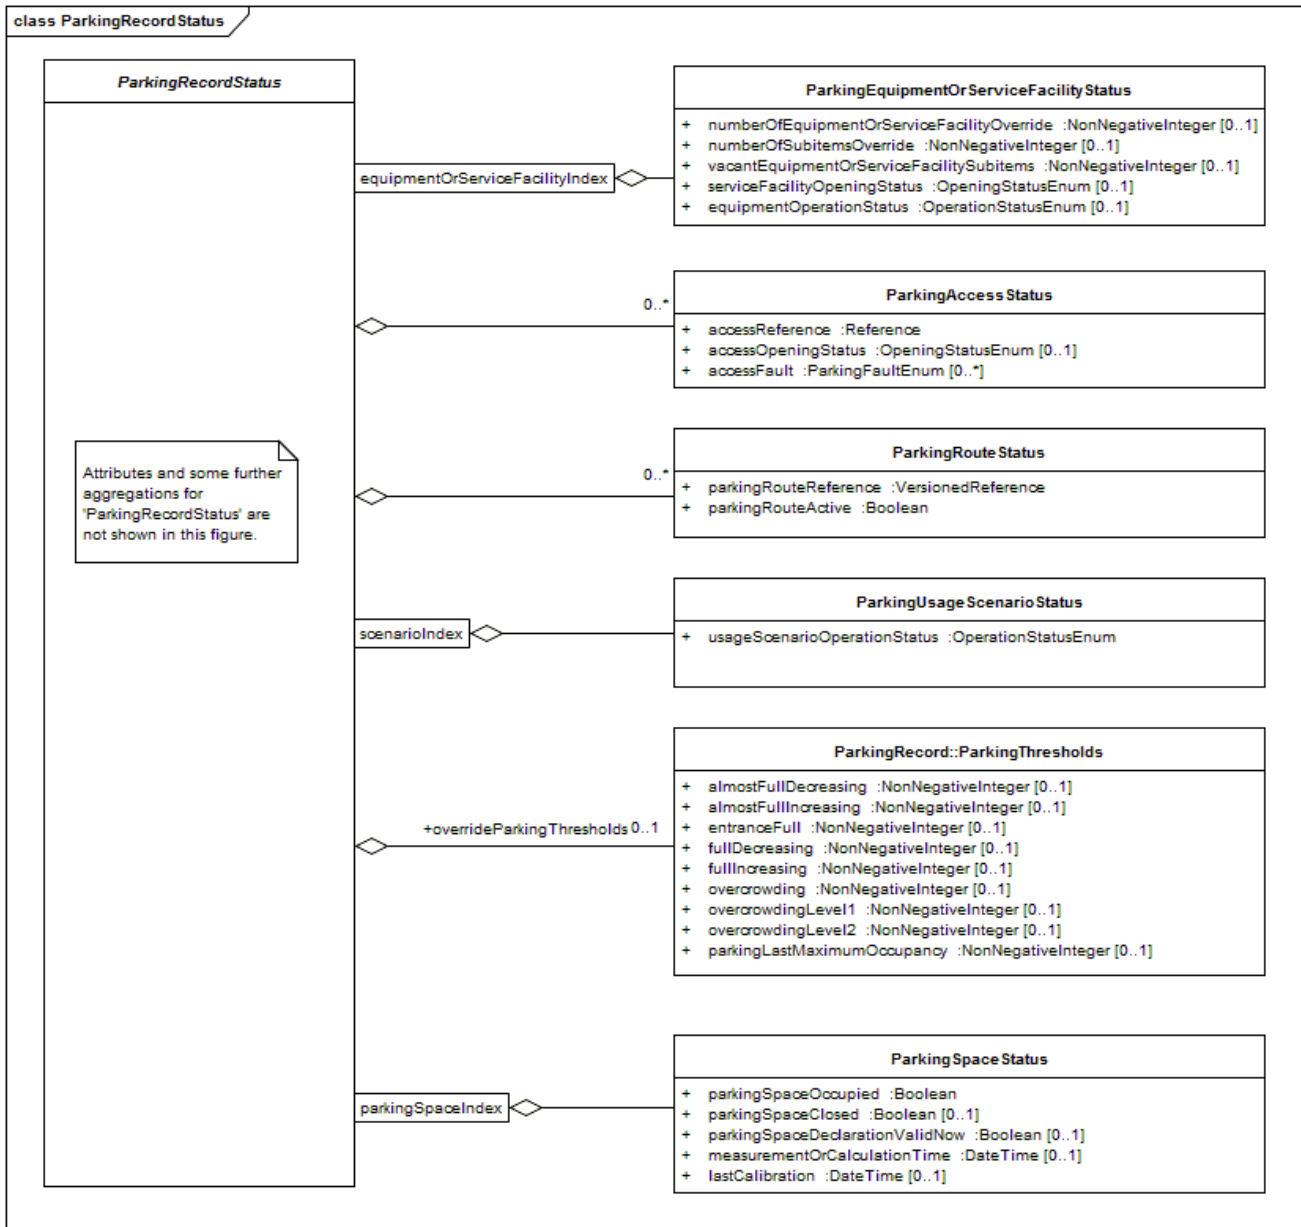 class ParkingRecordStatus
ParkingRecordStatus
ParkingEquipmentOrServiceFacilityStatus
+ numberOfEquipmentOrServiceFacilityOverride :NonNegativeInteger [0..1]
+ numberOfSubitemsOverride :NonNegativeInteger [0..1]
+ vacantEquipmentOrServiceFacilitySubitems :NonNegativeInteger [0..1]
+ serviceFacilityOpeningStatus :OpeningStatusEnum [0..1]
+ equipmentOperationStatus :OperationStatusEnum [0..1]
equipmentOrServiceFacilityIndex
ParkingAccessStatus
0..*
+ accessReference :Reference
+ accessOpeningStatus :OpeningStatusEnum [0..1]
+ accessFault :ParkingFaultEnum [0..*]
ParkingRouteStatus
0..*
+ parkingRouteReference :VersionedReference
+ parkingRouteActive :Boolean
Attributes and some further
aggregations for
'ParkingRecordStatus' are
not shown in this figure.
ParkingUsageScenarioStatus
scenarioIndex
+ usageScenarioOperationStatus :OperationStatusEnum
ParkingRecord::ParkingThresholds
+ almostFullDecreasing :NonNegativeInteger [0..1]
+ almostFullIncreasing :NonNegativeInteger [0..1]
+ entranceFull :NonNegativeInteger [0..1]
+ fullDecreasing :NonNegativeInteger [0..1]
+ fullIncreasing :NonNegativeInteger [0..1]
+ overcrowding :NonNegativeInteger [0..1]
+ overcrowdingLevel1 :NonNegativeInteger [0..1]
+ overcrowdingLevel2 :NonNegativeInteger [0..1]
+ parkingLastMaximumOccupancy :NonNegativeInteger [0..1]
+overrideParkingThresholds 0..1
ParkingSpaceStatus
+ parkingSpaceOccupied :Boolean
+ parkingSpaceClosed :Boolean [0..1]
+ parkingSpaceDeclarationValidNow :Boolean [0..1]
+ measurementOrCalculationTime :DateTime [0..1]
+ lastCalibration :DateTime [0..1]
parkingSpaceIndex